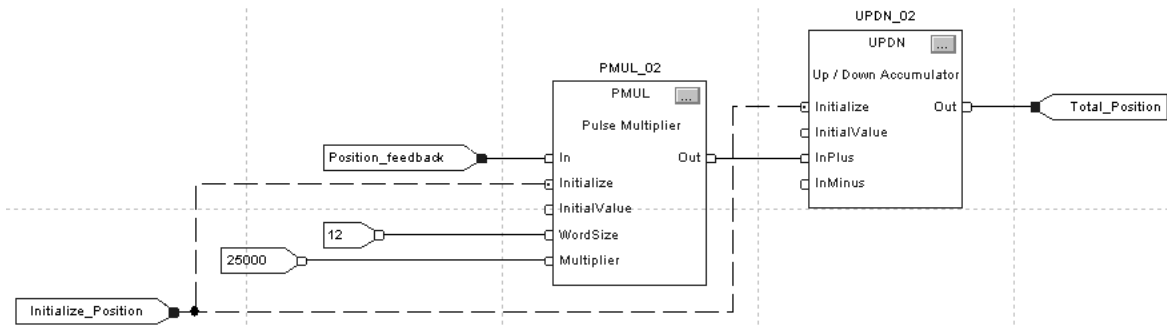 UPDN_02
UPDN
...
Up / Down Accumulator
Initialize
Out
Total_Position
InitialValue
InPlus
InMinus
PMUL_02
PMUL
...
Pulse Multiplier
Position_feedback
In
Out
Initialize
InitialValue
12
WordSize
25000
Multiplier
Initialize_Position